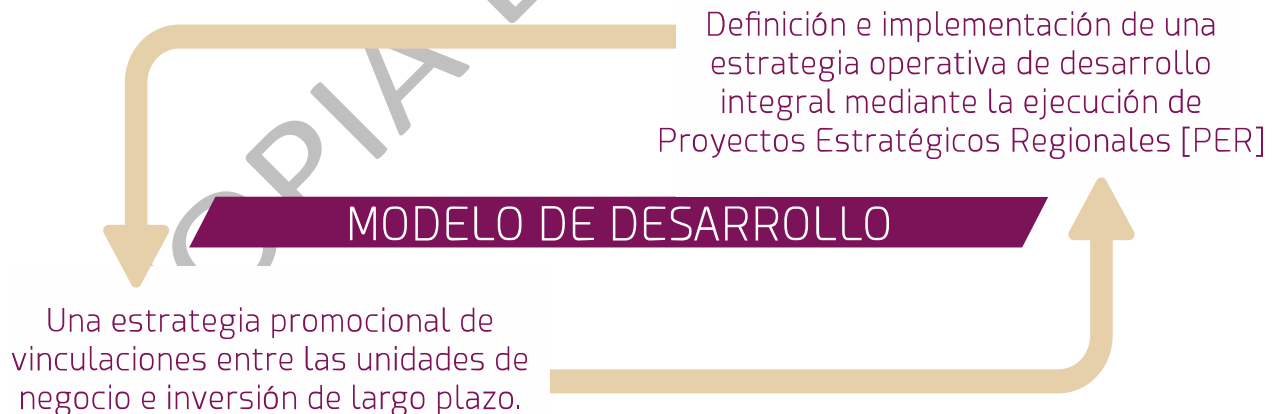 Definición e implementación de una
estrategia operativa de desarrollo
integral mediante la ejecución de
Proyectos Estratégicos Regionales [PER]
MODELO DE DESARROLLO
Una estrategia promocional de
vinculaciones entre las unidades de
negocio e inversión de largo plazo.